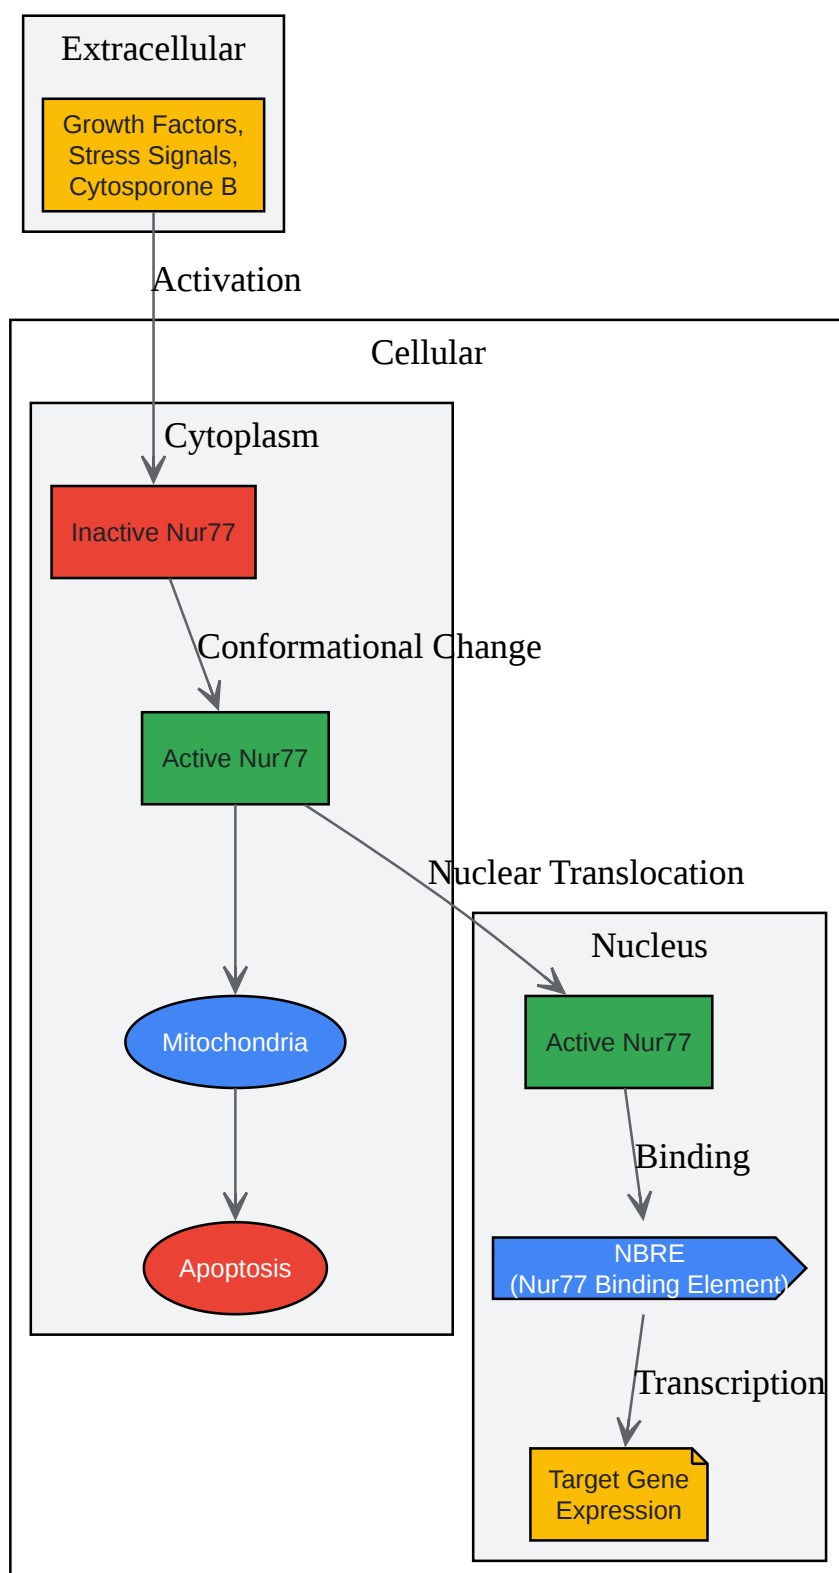 Extracellular
Growth Factors,
Stress Signals,
Cytosporone B
Activation
Cellular
Cytoplasm
Inactive Nur77
Conformational Change
Active Nur77
Nuclear Translocation
Nucleus
Active Nur77
Mitochondria
Binding
Apoptosis
NBRE
(Nur77 Binding Element)
Transcription
Target Gene
Expression